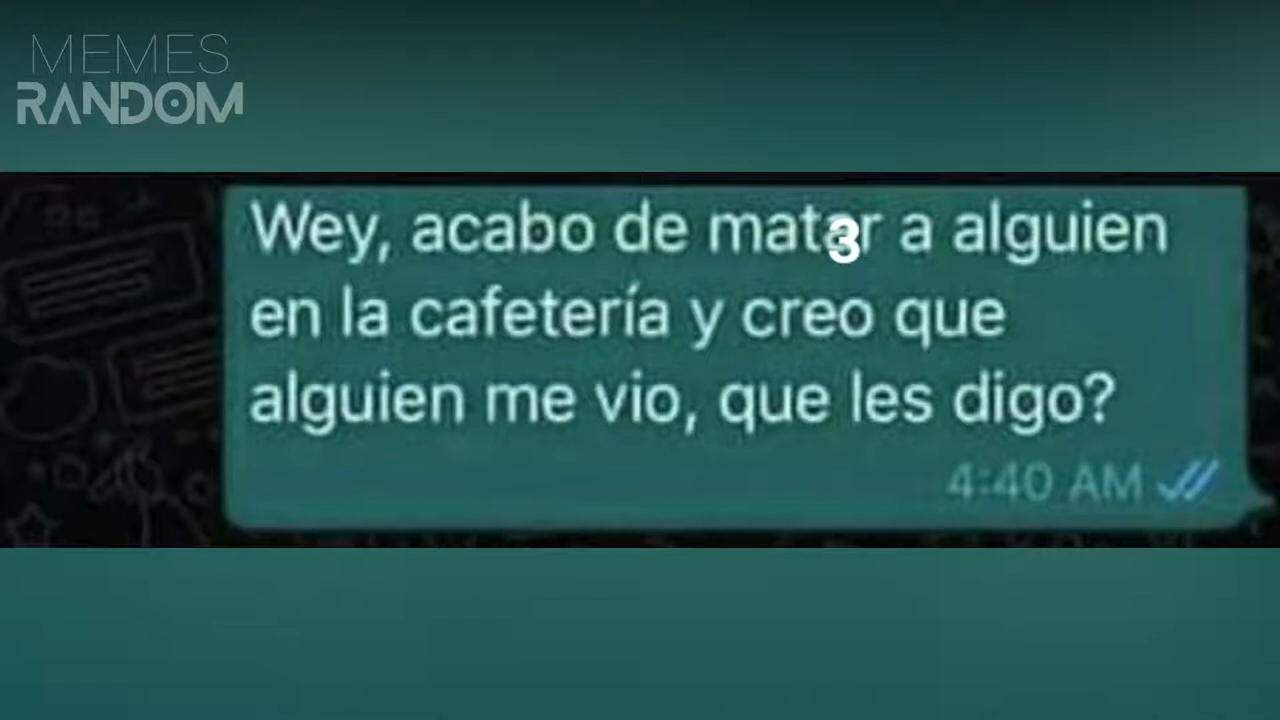 MEMES
RANDOM
Wey, acabo de matar a alguien
3
en la cafetería y creo que
alguien me vio, que les digo?
4:40 AM